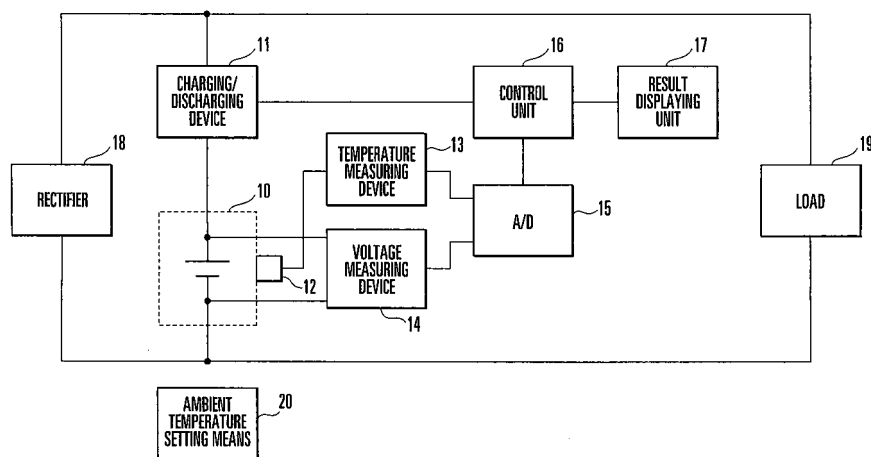 11
CHARGING/
DISCHARGING
DEVICE
16
CONTROL
UNIT
17
RESULT
DISPLAYING
UNIT
18
RECTIFIER
13
TEMPERATURE
MEASURING
DEVICE
19
LOAD
10
15
A/D
12
VOLTAGE
MEASURING
DEVICE
14
20
AMBIENT
TEMPERATURE
SETTING MEANS